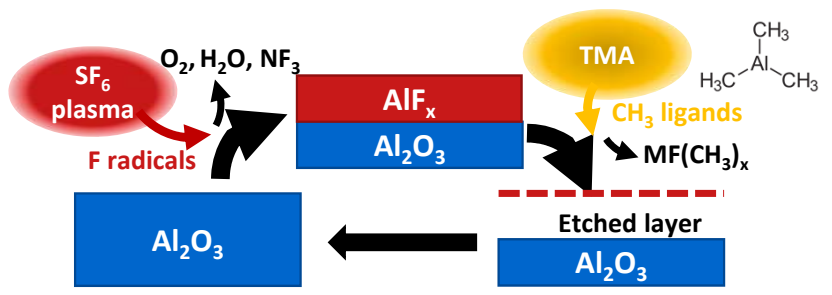 SF6
plasma
F radicals
O2, H2O, NF3
AlFx
Al2O3
TMA
CH3 ligands
MF(CH3)x
CH3
Al
H3C
CH3
Etched layer
Al2O3
Al2O3